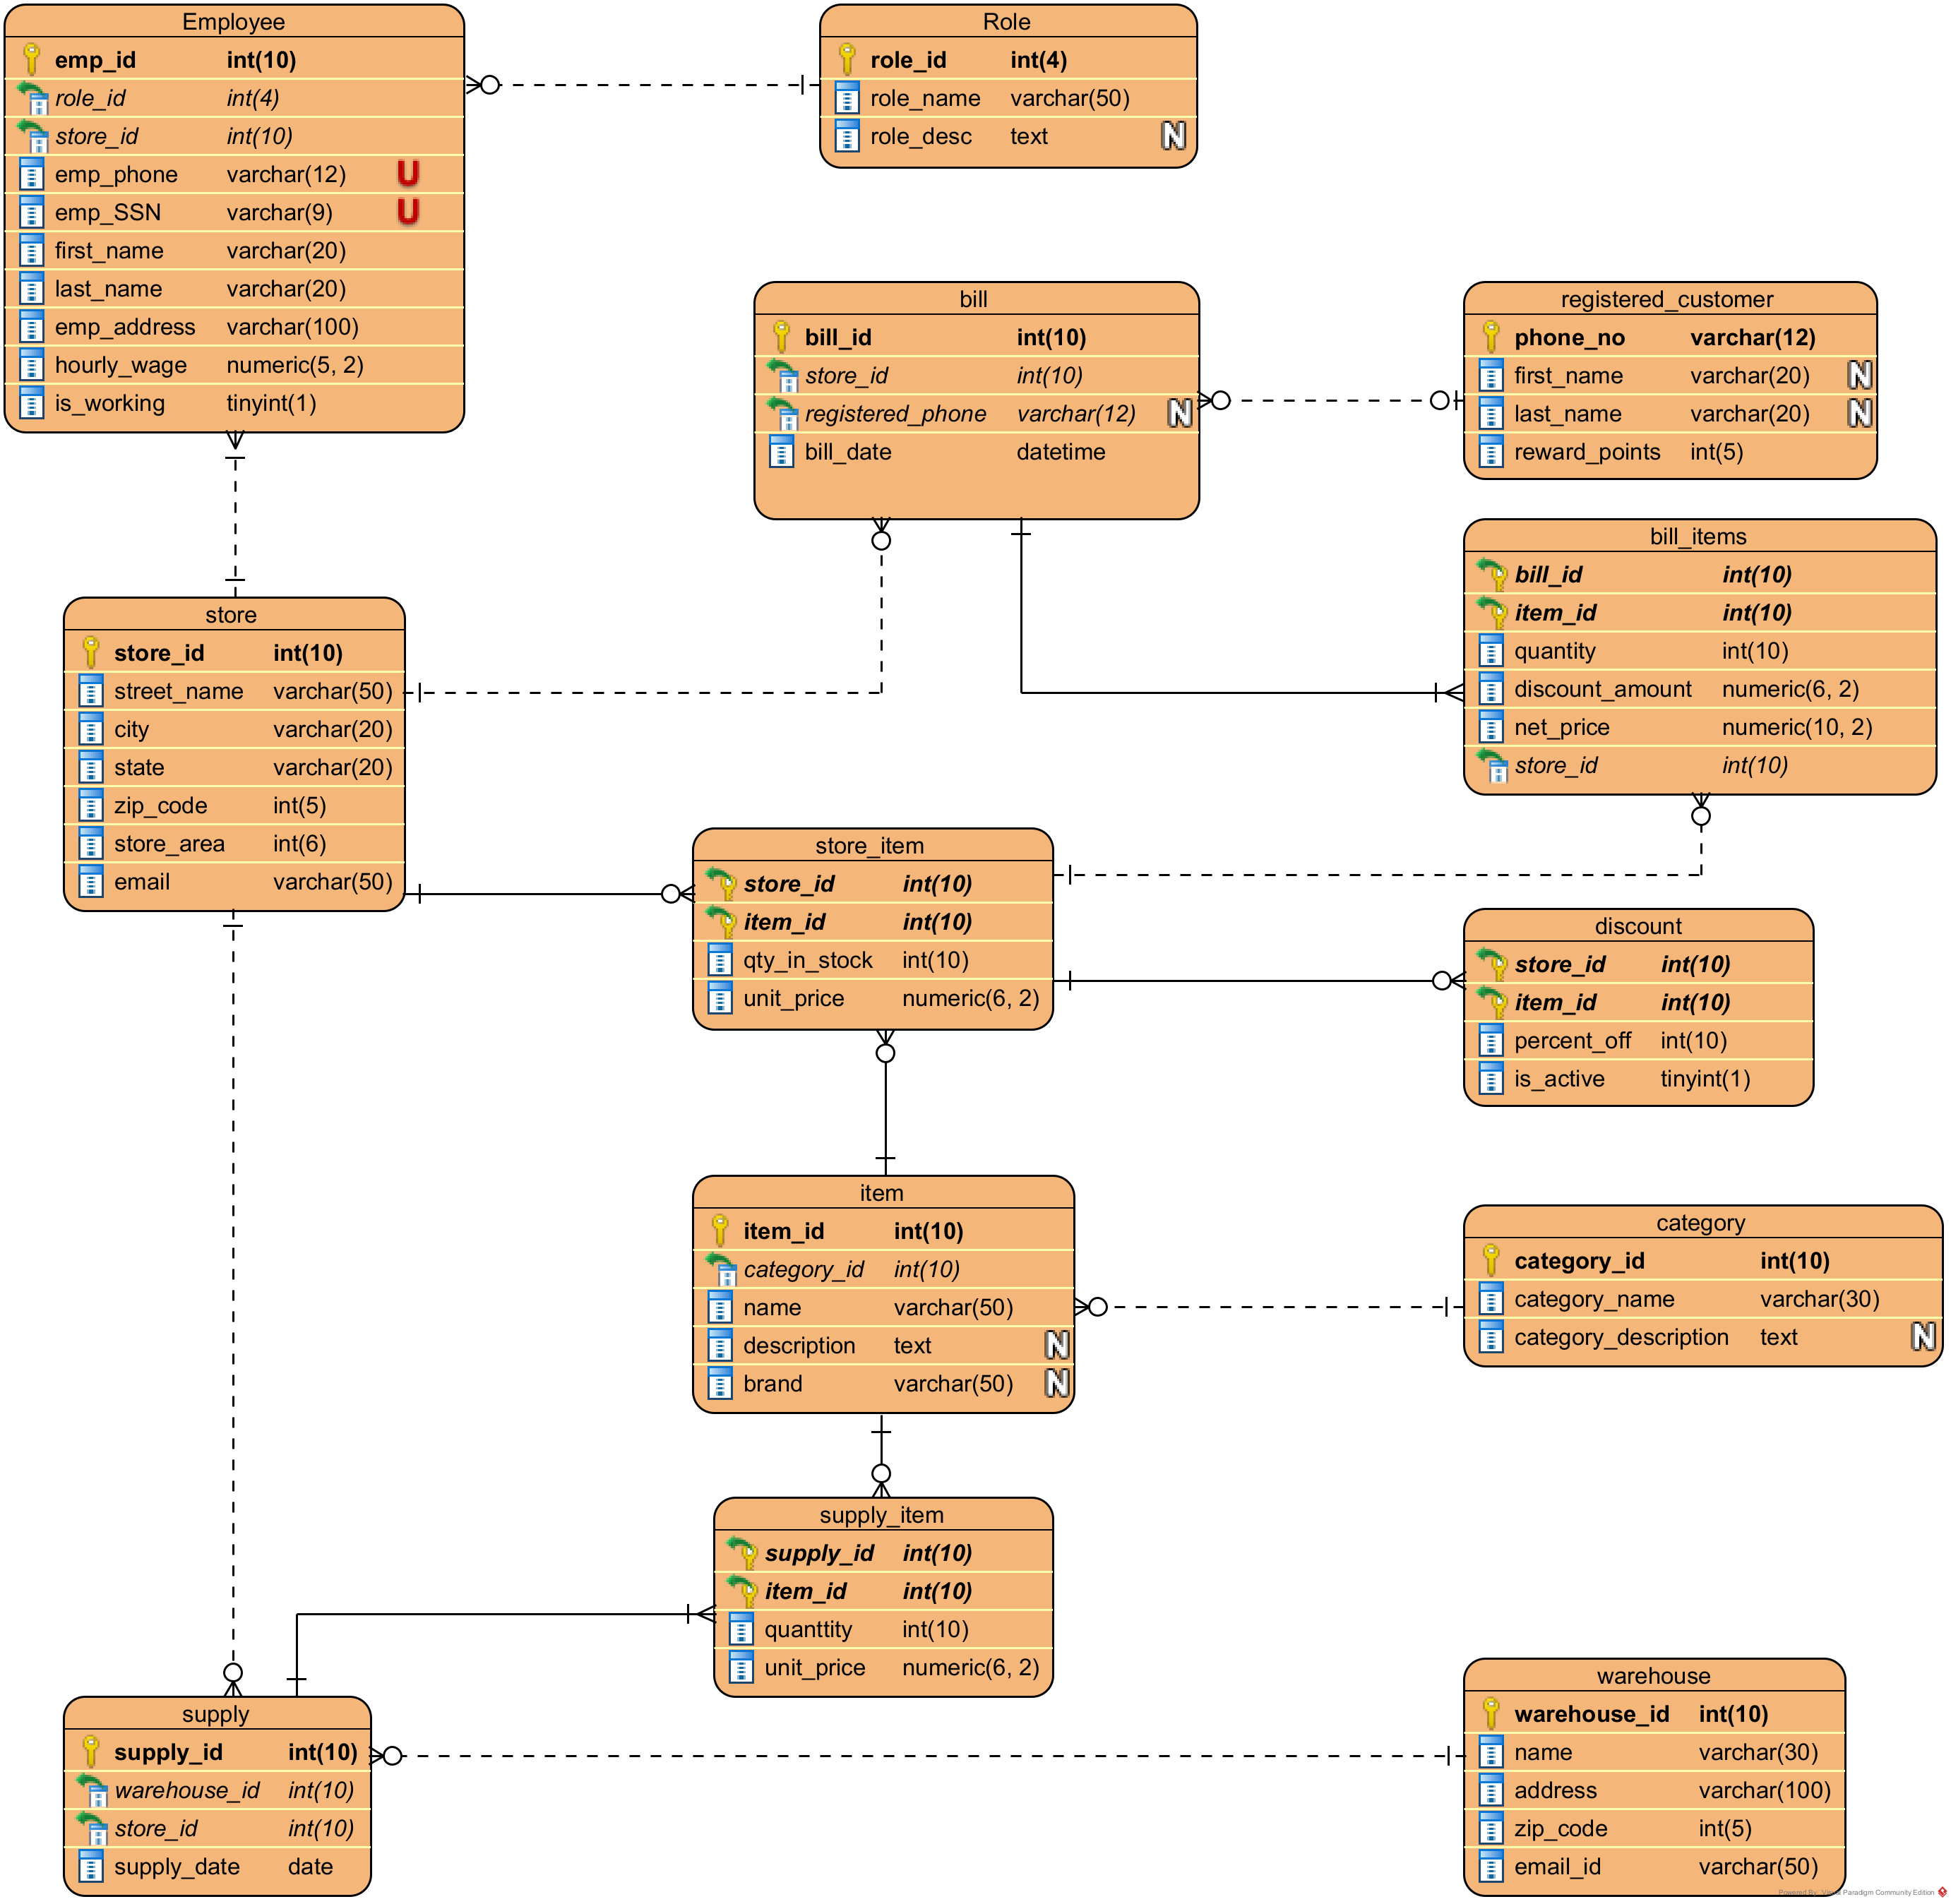 Employee
emp_id int(10)
role_id int(4)
store_id int(10)
emp_phone varchar(12) U
emp_SSN varchar(9) U
first_name varchar(20)
last_name varchar(20)
emp_address varchar(100)
hourly_wage numeric(5, 2)
is_working tinyint(1)
Role
role_id int(4)
role_name varchar(50)
role_desc text N
bill
bill_id int(10)
store_id int(10)
registered_phone varchar(12) N
bill_date datetime
registered_customer
phone_no varchar(12)
first_name varchar(20) N
last_name varchar(20) N
reward_points int(5)
bill_items
bill_id int(10)
item_id int(10)
quantity int(10)
discount_amount numeric(6, 2)
net_price numeric(10, 2)
store_id int(10)
store
store_id int(10)
street_name varchar(50)
city varchar(20)
state varchar(20)
zip_code int(5)
store_area int(6)
email varchar(50)
store_item
store_id int(10)
item_id int(10)
qty_in_stock int(10)
unit_price numeric(6, 2)
discount
store_id int(10)
item_id int(10)
percent_off int(10)
is_active tinyint(1)
item
item_id int(10)
category_id int(10)
name varchar(50)
description text N
brand varchar(50) N
category
category_id int(10)
category_name varchar(30)
category_description text N
supply_item
supply_id int(10)
item_id int(10)
quanttity int(10)
unit_price numeric(6, 2)
supply
supply_id int(10)
warehouse_id int(10)
store_id int(10)
supply_date date
warehouse
warehouse_id int(10)
name varchar(30)
address varchar(100)
zip_code int(5)
email_id varchar(50)
Powered By: Visual Paradigm Community Edition